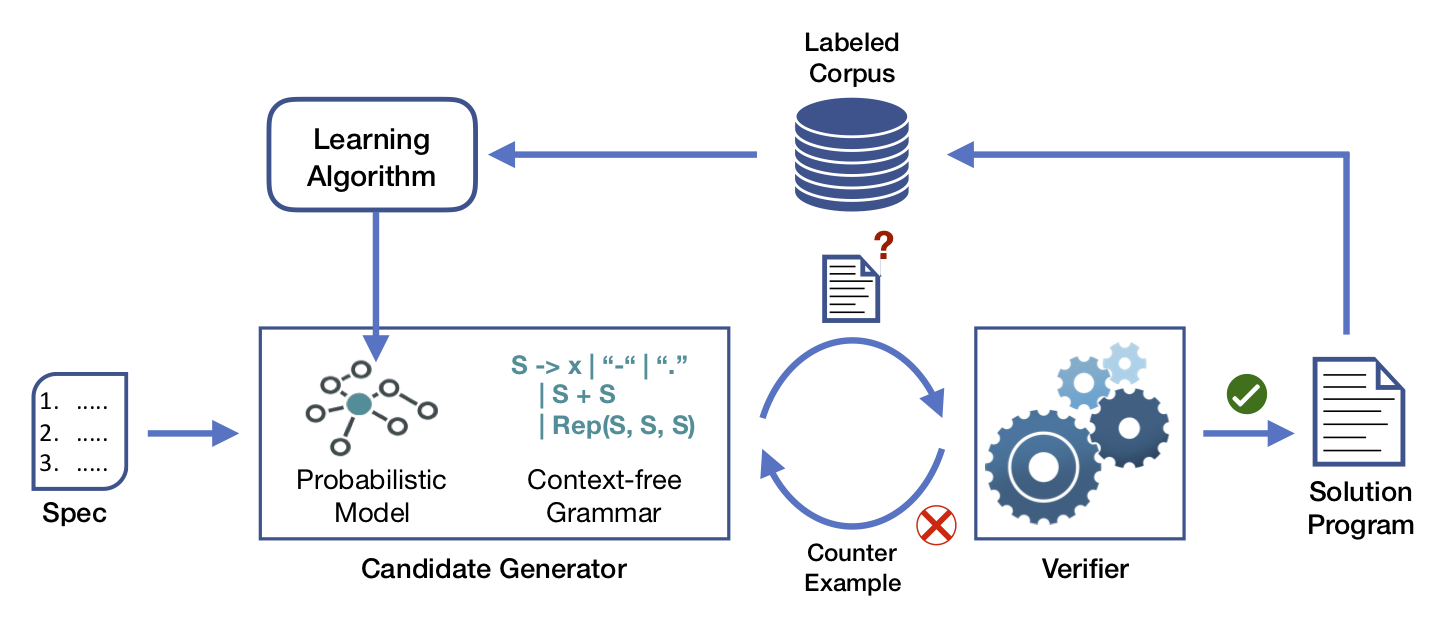 Labeled
Corpus
Learning
Algorithm
?
S -> x | “-“ | “.”
| S + S
| Rep(S, S, S)
1. .....
2. .....
3. .....
Spec
Probabilistic
Model
Context-free
Grammar
Candidate Generator
Counter
Example
Verifier
Solution
Program